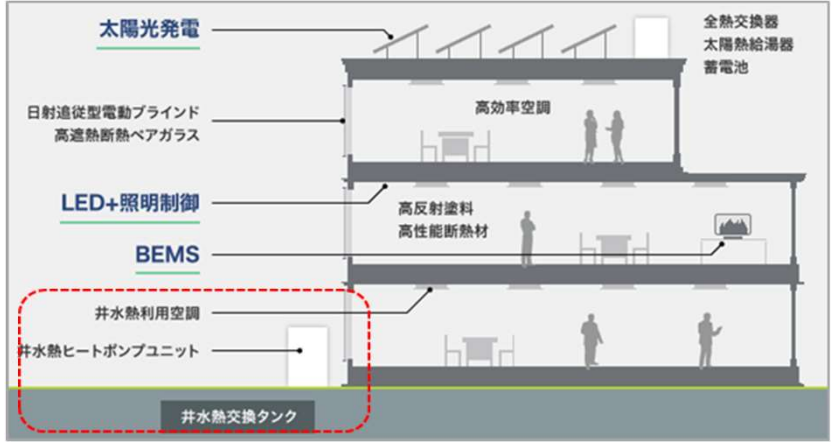 太陽光発電
全熱交換器
太陽熱給湯器
蓄電池
日射追従型電動ブラインド
高遮熱断熱ペアガラス
高効率空調
LED+照明制御
高反射塗料
高性能断熱材
BEMS
井水熱利用空調
井水熱ヒートポンプユニット
井水熱交換タンク